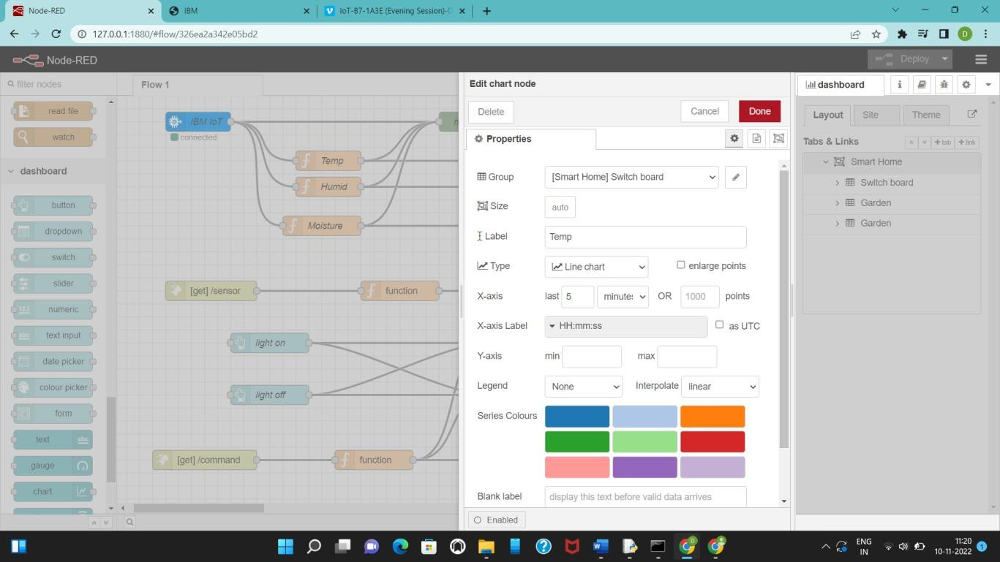 Node-RED
IBM
IoT-B7-1A3E (Evening Session)-D
127.0.0.1:1880/#flow/326ea2a342e05bd2
D
Node-RED
Deploy
filter nodes
read file
watch
dashboard
button
dropdown
switch
slider
123
numeric
abc
text input
date picker
colour picker
form
text
abc
gauge
chart
Flow 1
IBM IoT
connected
Temp
Humid
Moisture
[get] /sensor
function
light on
light off
[get] /command
function
Edit chart node
Delete
Cancel
Done
Properties
Group
[Smart Home] Switch board
Size
auto
Label
Temp
Type
Line chart
enlarge points
X-axis
last 5 minutes OR 1000 points
X-axis Label
HH:mm:ss
as UTC
Y-axis
min
max
Legend
None
Interpolate
linear
Series Colours
Blank label
display this text before valid data arrives
Enabled
dashboard
i
Layout
Site
Theme
Tabs & Links
+ tab
+ link
Smart Home
Switch board
Garden
Garden
ENG
IN
11:20
10-11-2022
1